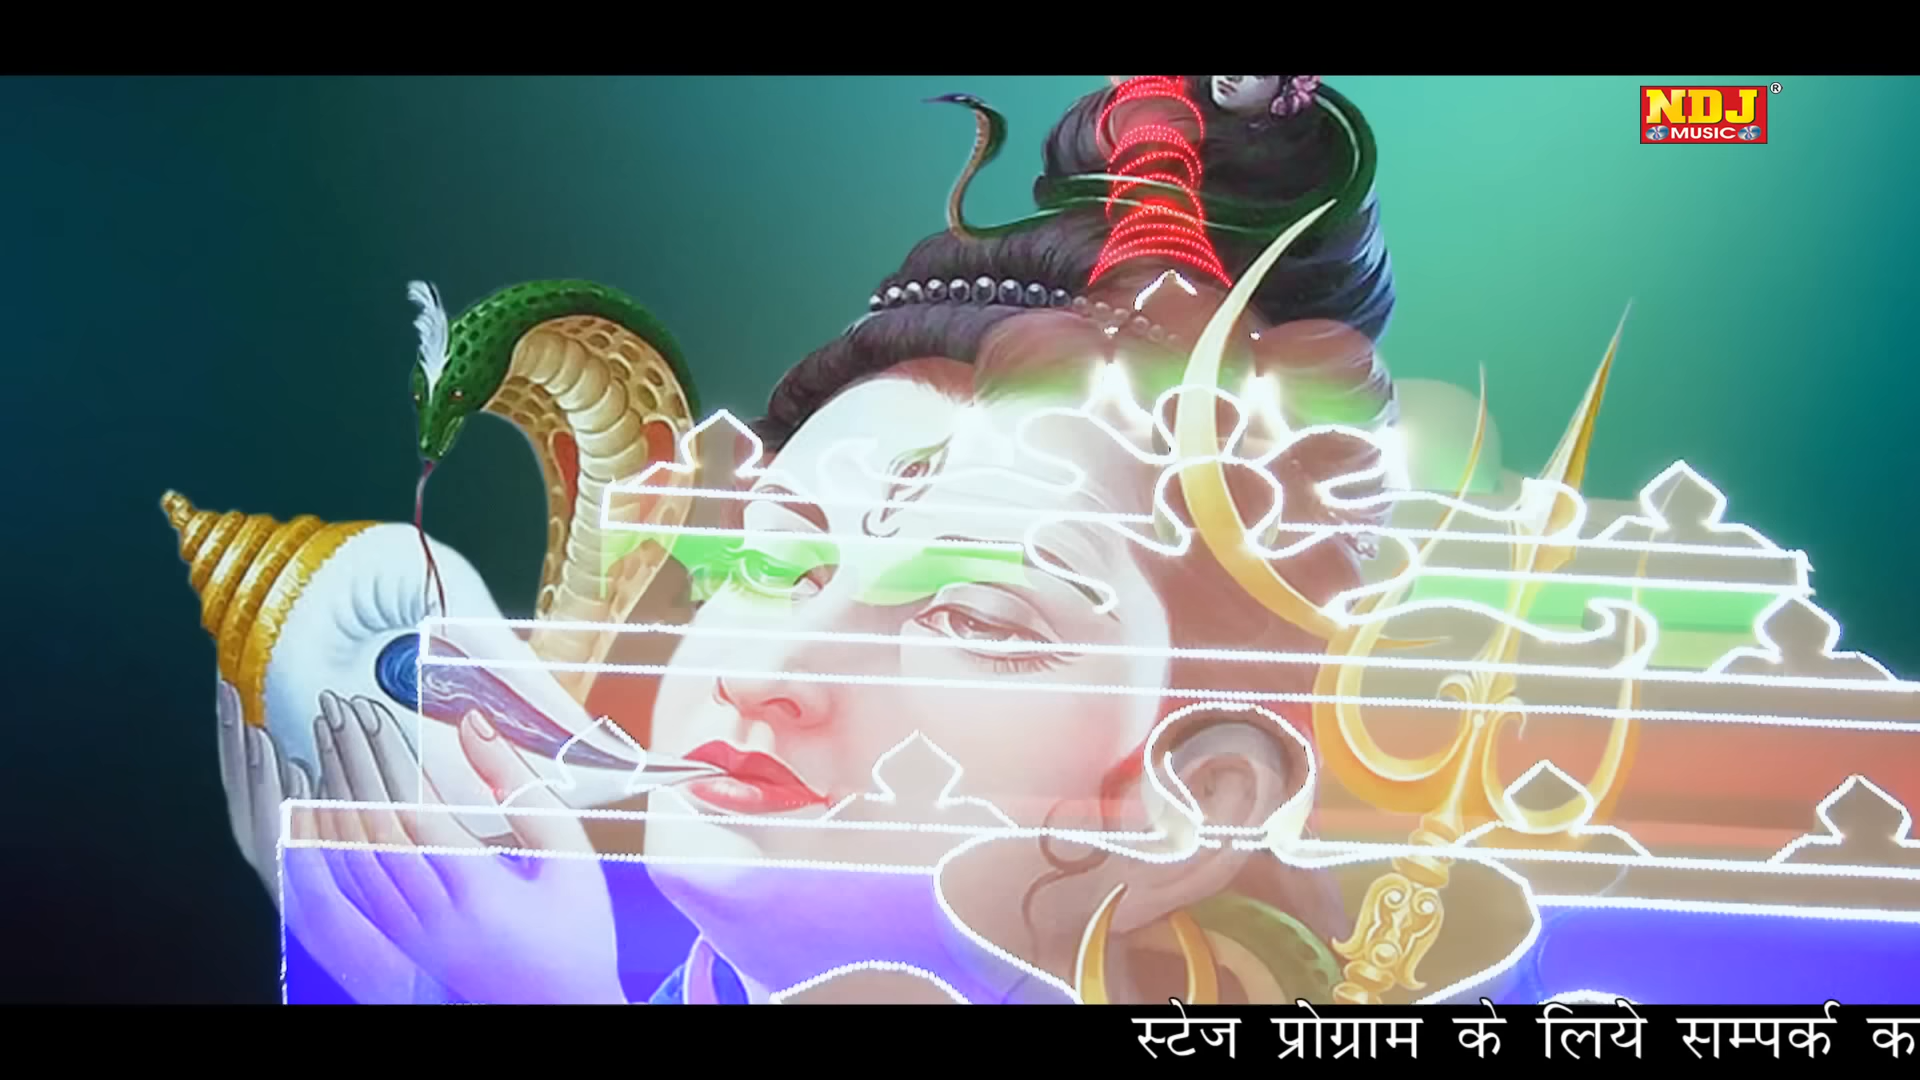 NDJ ®
MUSIC
स्टेज प्रोग्राम के लिये सम्पर्क क